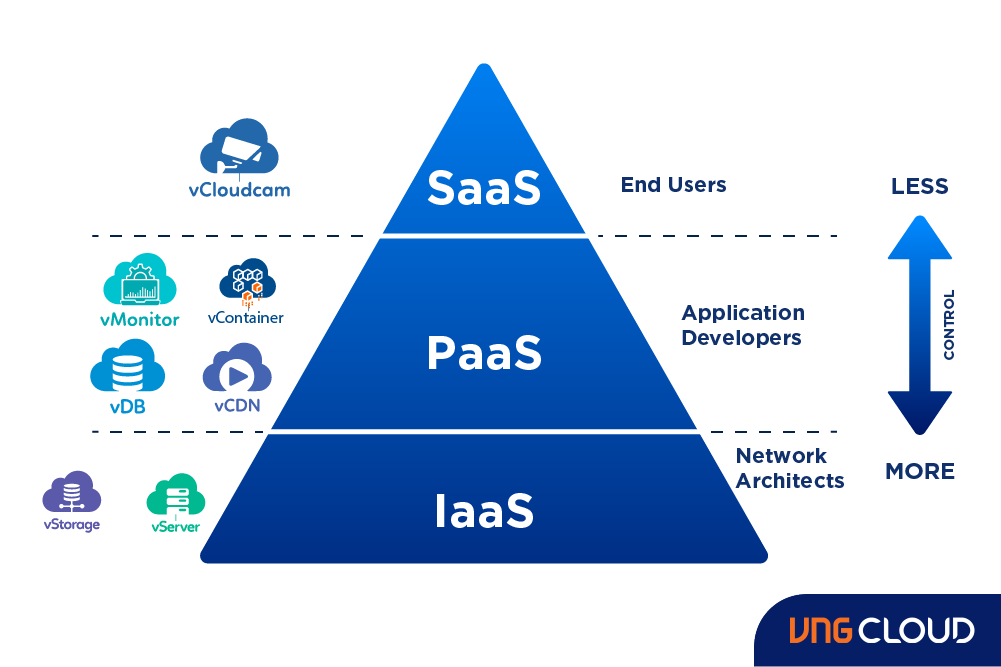 vCloudcam
SaaS
End Users
LESS
vMonitor
vContainer
PaaS
Application
Developers
CONTROL
vDB
vCDN
Network
Architects
MORE
vStorage
vServer
IaaS
VNG CLOUD